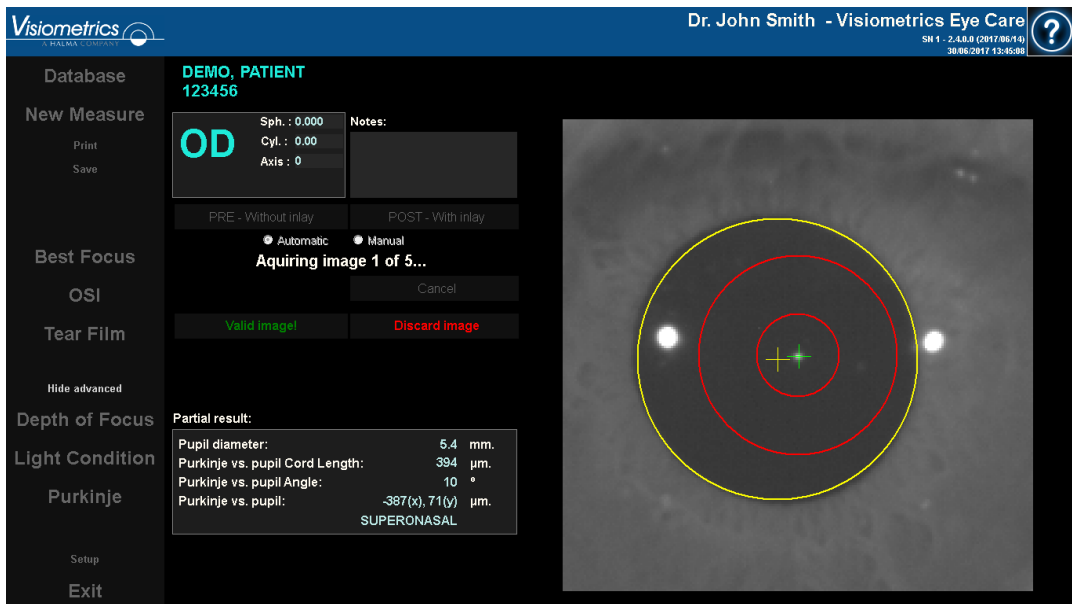 Visiometrics
A HALMA COMPANY
Dr. John Smith - Visiometrics Eye Care
SN 1 - 2.4.0.0 (2017/06/14)
30/06/2017 13:45:08
?
Database
New Measure
Print
Save
Best Focus
OSI
Tear Film
Hide advanced
Depth of Focus
Light Condition
Purkinje
Setup
Exit
DEMO, PATIENT
123456
OD
Sph. : 0.000
Cyl. : 0.00
Axis : 0
Notes:
PRE - Without inlay
POST - With inlay
Automatic
Manual
Aquiring image 1 of 5...
Cancel
Valid image!
Discard image
Partial result:
Pupil diameter: 5.4 mm.
Purkinje vs. pupil Cord Length: 394 µm.
Purkinje vs. pupil Angle: 10 º
Purkinje vs. pupil: -387(x), 71(y) µm.
SUPERONASAL